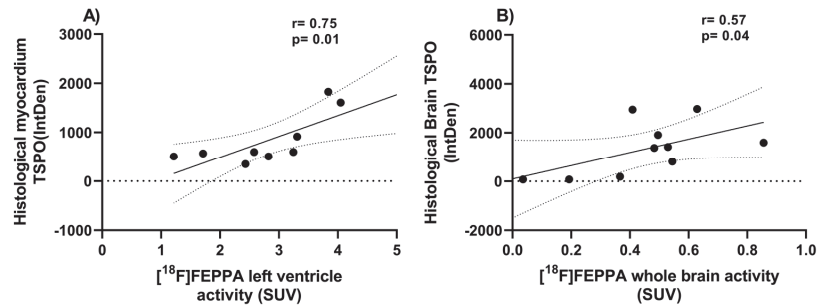 A)
r= 0.75
p= 0.01
Histological myocardium
TSPO(IntDen)
3000
2000
1000
0
-1000
0 1 2 3 4 5
[¹⁸F]FEPPA left ventricle
activity (SUV)
B)
r= 0.57
p= 0.04
Histological Brain TSPO
(IntDen)
6000
4000
2000
0
-2000
0.0 0.2 0.4 0.6 0.8 1.0
[¹⁸F]FEPPA whole brain activity
(SUV)